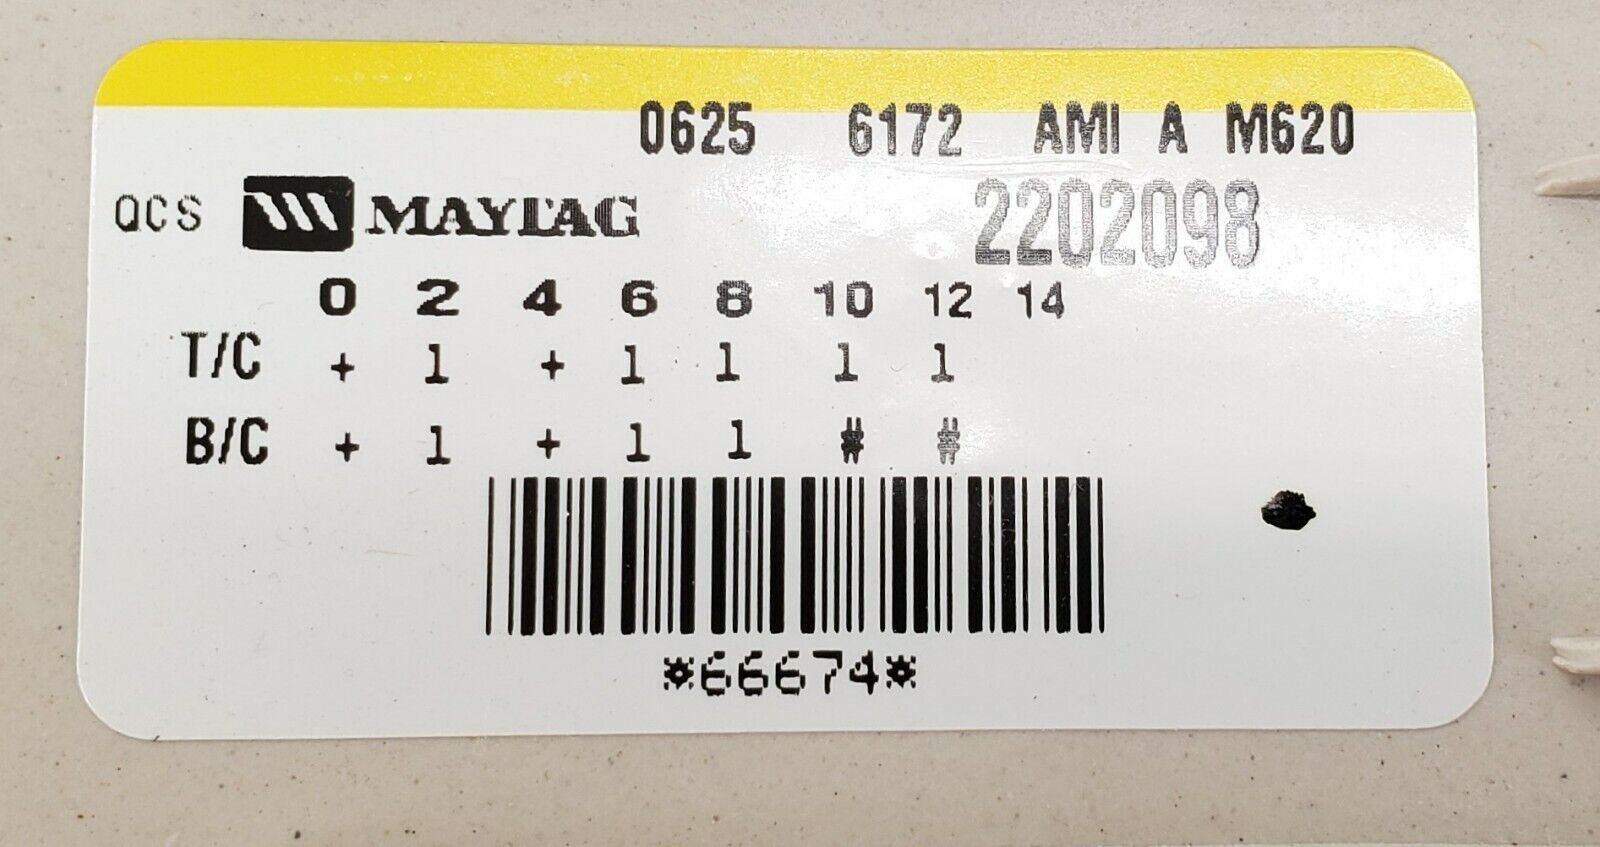 0625 6172 AMI A M620
QCS MAYTAG 2202098
0 2 4 6 8 10 12 14
T/C + 1 + 1 1 1 1
B/C + 1 + 1 1 # #
*66674*